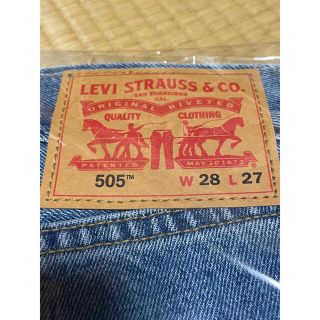 LEVI STRAUSS & CO.
SAN FRANCISCO
CAL.
ORIGINAL RIVETED
QUALITY CLOTHING
PATENTED MAY 20 1873
505™ W 28 L 27